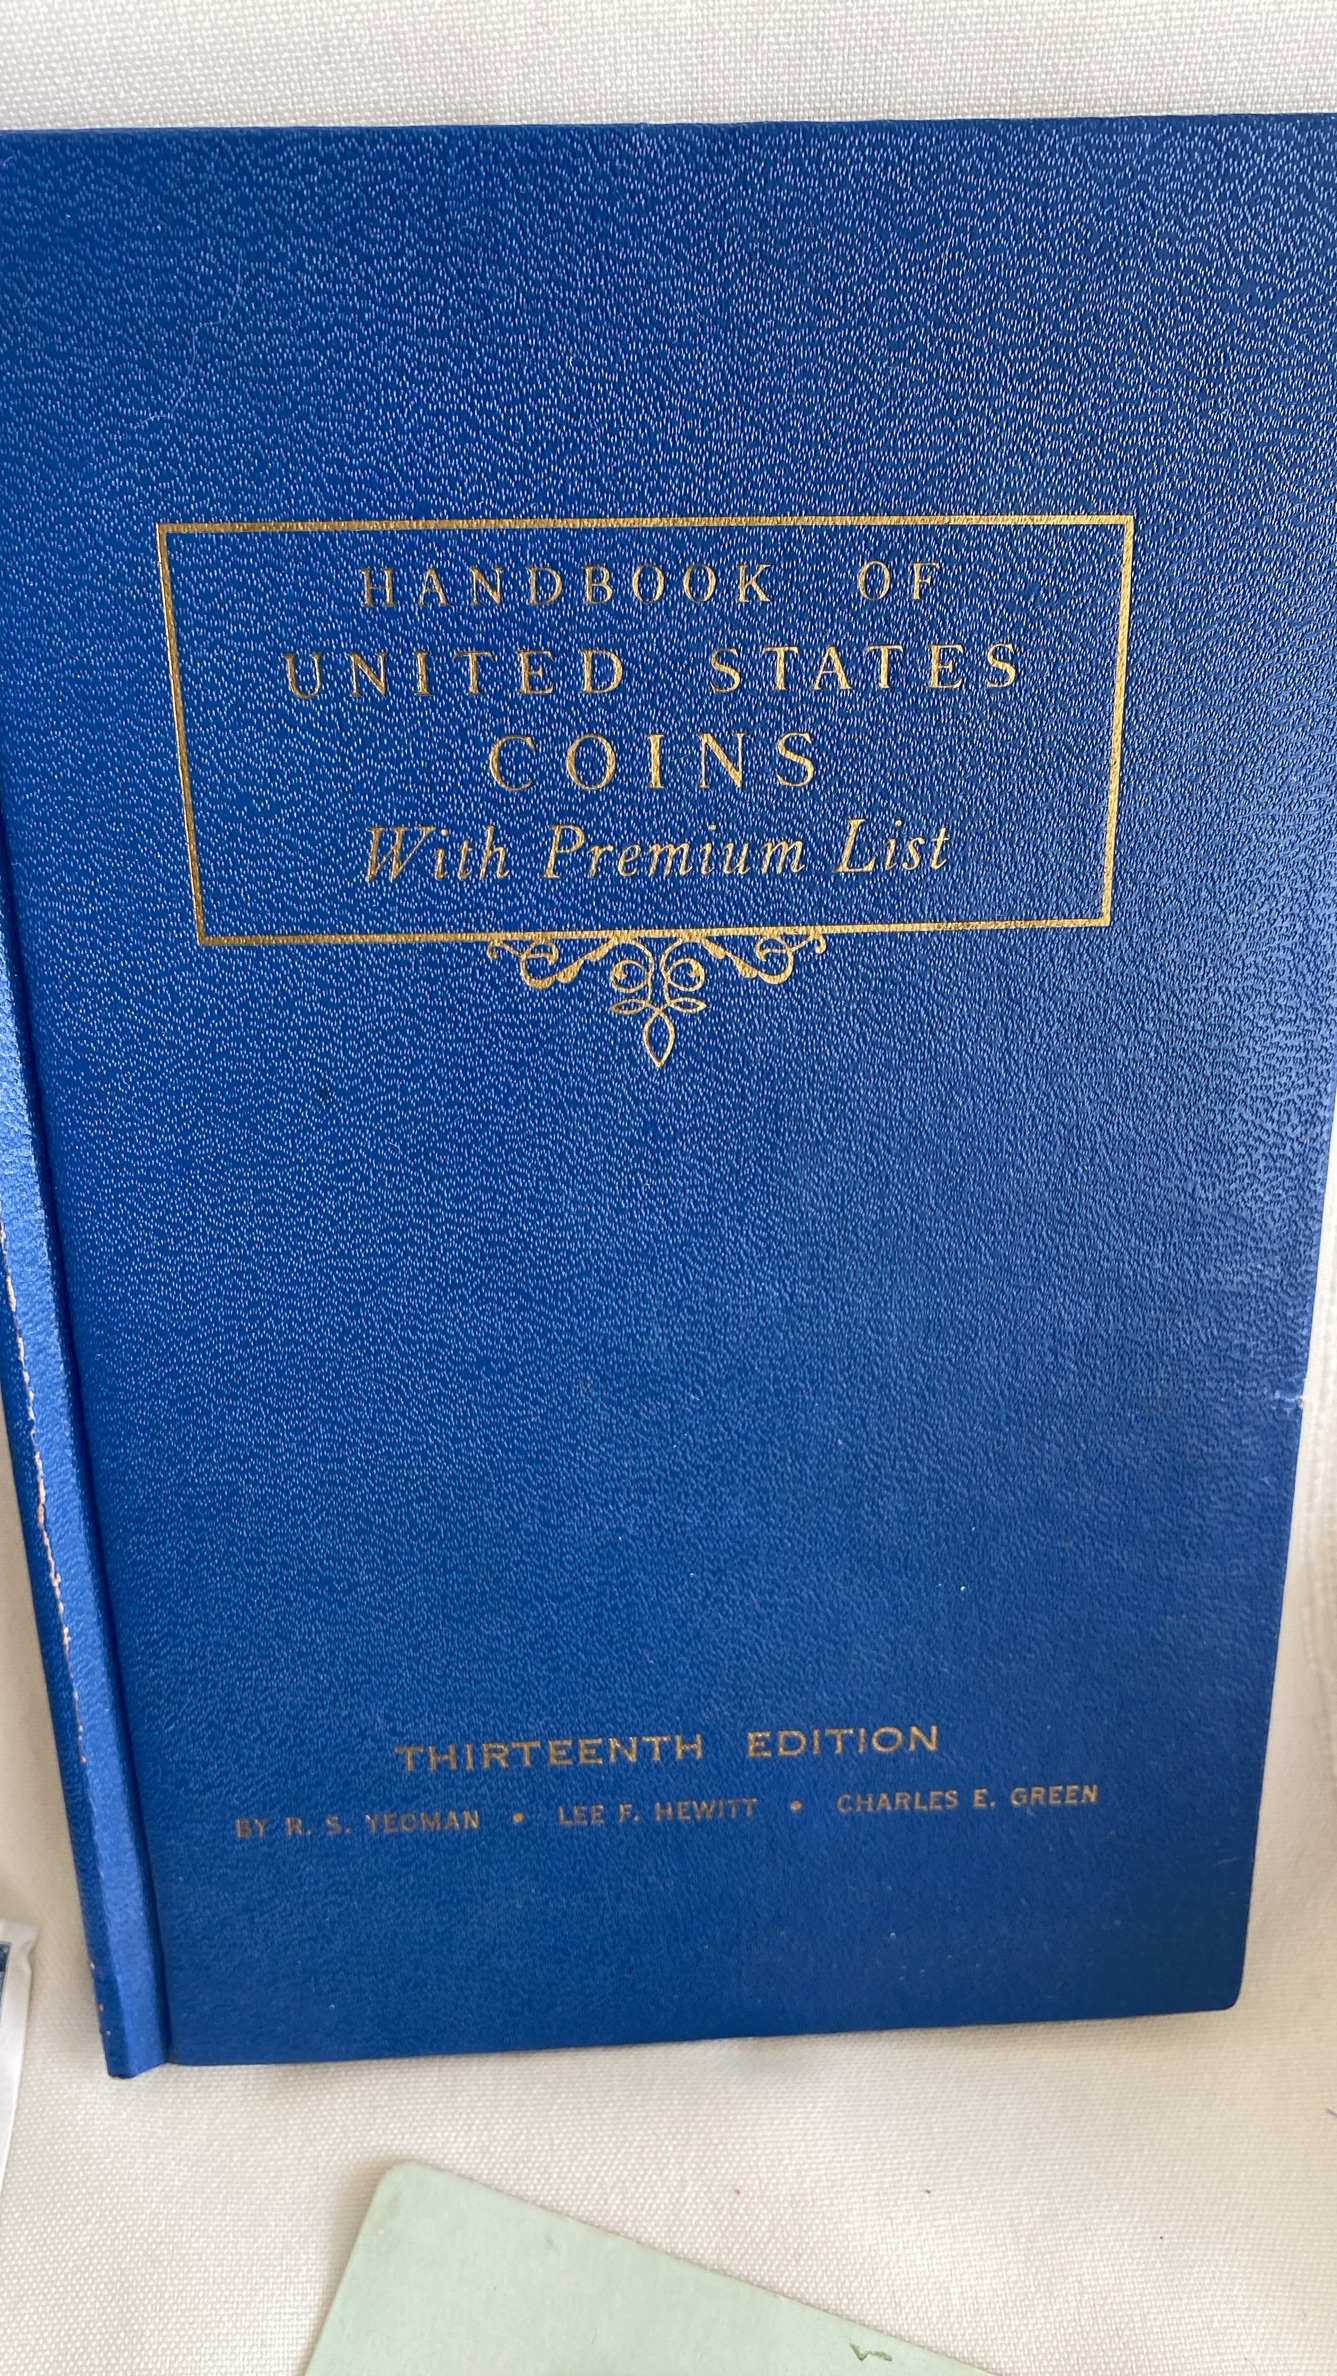 HANDBOOK OF
UNITED STATES
COINS
With Premium List
THIRTEENTH EDITION
BY R. S. YEOMAN • LEE F. HEWITT • CHARLES E. GREEN